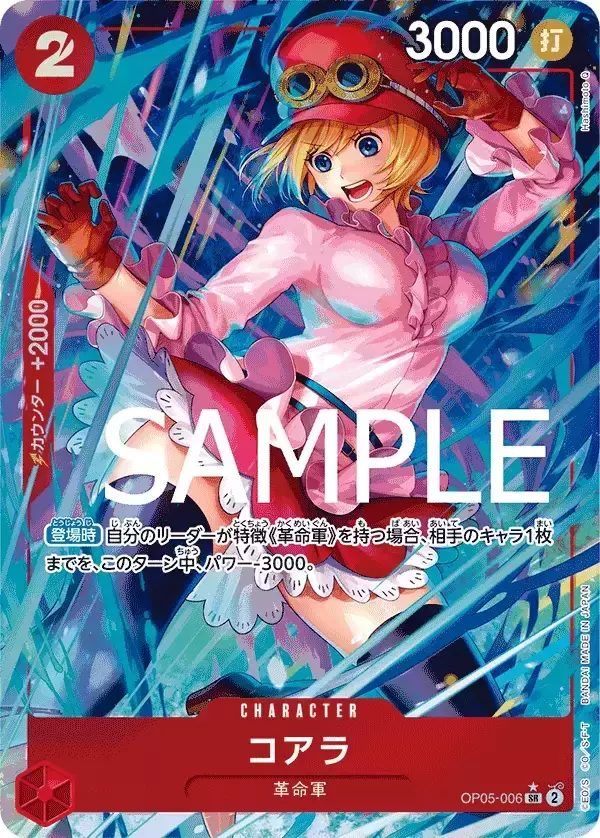 2
3000 打
Hashimoto Q
カウンター +2000
SAMPLE
登場時 自分のリーダーが特徴《革命軍》を持つ場合、相手のキャラ1枚
までを、このターン中、パワー-3000。
CHARACTER
コアラ
革命軍
OP05-006 SR 2
©E.O/S ©O/S・F・T BANDAI MADE IN JAPAN